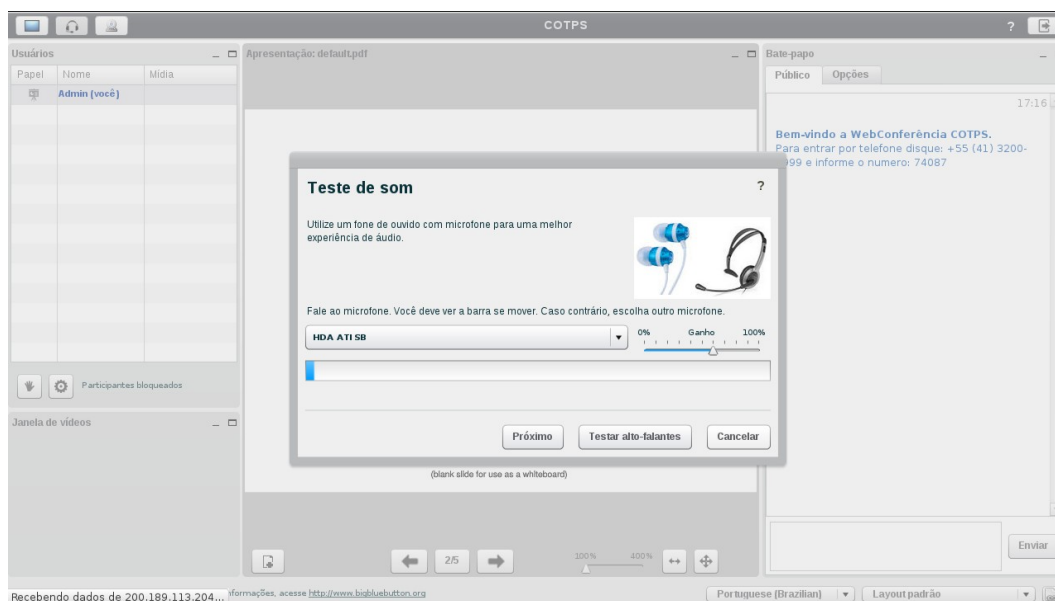 COTPS
?
Usuários
Papel Nome Mídia
Admin (você)
Participantes bloqueados
Janela de vídeos
Apresentação: default.pdf
Teste de som
?
Utilize um fone de ouvido com microfone para uma melhor
experiência de áudio.
Fale ao microfone. Você deve ver a barra se mover. Caso contrário, escolha outro microfone.
HDA ATI SB
0% Ganho 100%
Próximo Testar alto-falantes Cancelar
(blank slide for use as a whiteboard)
2/5
100% 400%
Bate-papo
Público Opções
17:16
Bem-vindo a WebConferência COTPS.
Para entrar por telefone disque: +55 (41) 3200-
99 e informe o numero: 74087
Enviar
Recebendo dados de 200.189.113.204... formações, acesse http://www.bigbluebutton.org
Portuguese (Brazilian) Layout padrão